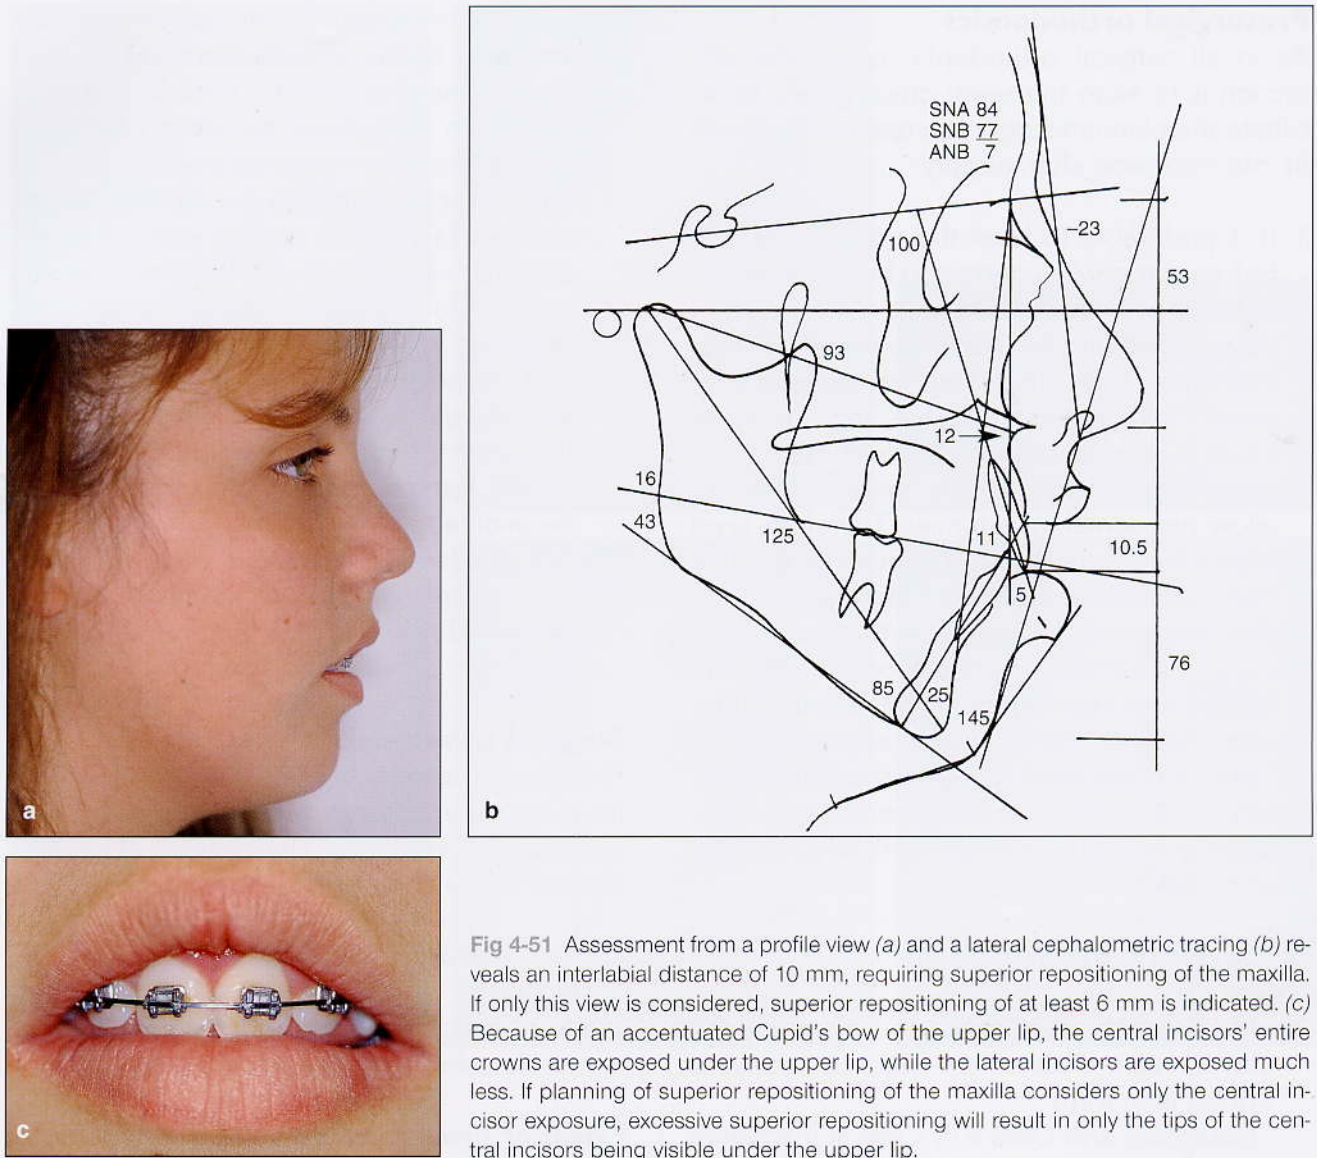 SNA 84
SNB 77
ANB 7
100
-23
53
93
12
16
43
125
11
10.5
5
76
85
25
145
a
b
c
Fig 4-51 Assessment from a profile view (a) and a lateral cephalometric tracing (b) re-
veals an interlabial distance of 10 mm, requiring superior repositioning of the maxilla.
If only this view is considered, superior repositioning of at least 6 mm is indicated. (c)
Because of an accentuated Cupid's bow of the upper lip, the central incisors' entire
crowns are exposed under the upper lip, while the lateral incisors are exposed much
less. If planning of superior repositioning of the maxilla considers only the central in-
cisor exposure, excessive superior repositioning will result in only the tips of the cen-
tral incisors being visible under the upper lip.